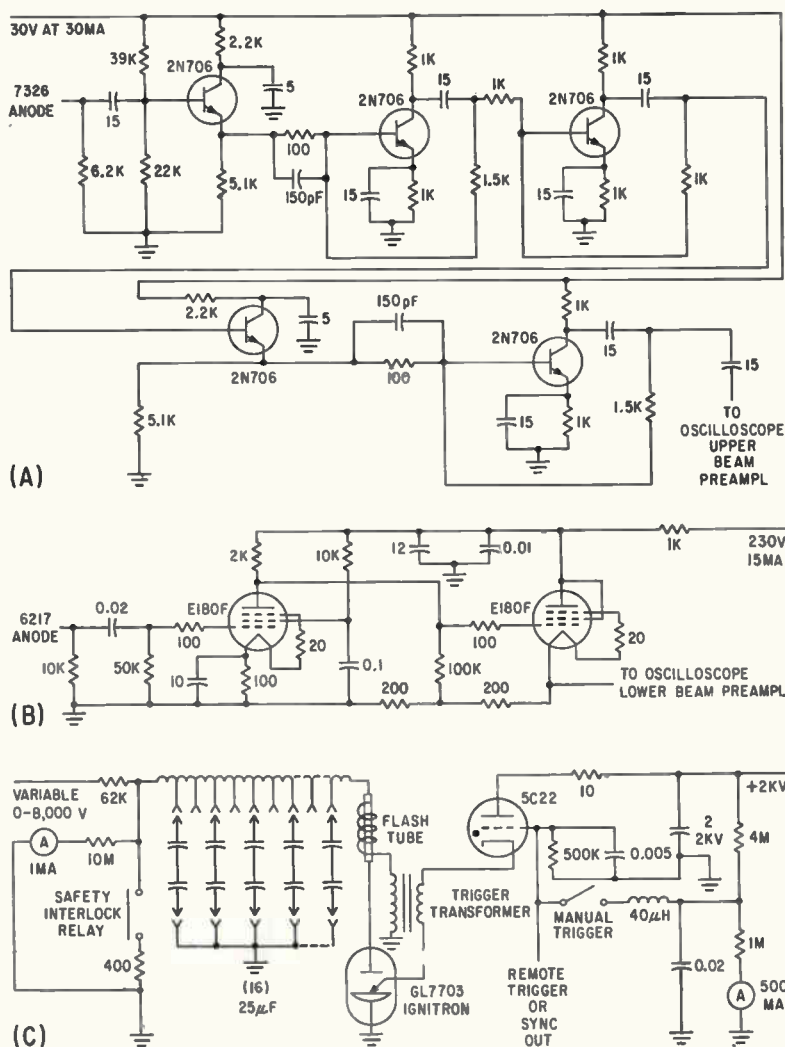 30V AT 30MA
2.2K
39K
2N706
5
7326
ANODE
15
6.2K
22K
5.1K
100
150pF
1K
2N706
15
1K
15
1K
1.5K
1K
2N706
15
15
1K
1K
2.2K
5
2N706
5.1K
150pF
100
1K
2N706
15
15
1K
1.5K
15
TO
OSCILLOSCOPE
UPPER
BEAM
PREAMPL
(A)
2K
10K
12
0.01
1K
230V
15MA
6217
ANODE
0.02
E180F
100
20
10K
50K
10
100
0.1
E180F
100
20
100K
200
200
TO OSCILLOSCOPE
LOWER BEAM PREAMPL
(B)
VARIABLE
0-8,000 V
62K
A
1MA
10M
SAFETY
INTERLOCK
RELAY
400
(16)
25µF
FLASH
TUBE
TRIGGER
TRANSFORMER
GL7703
IGNITRON
5C22
10
+2KV
2
2KV
4M
500K
0.005
MANUAL
TRIGGER
40µH
1M
0.02
A
500
MA
REMOTE
TRIGGER
OR
SYNC
OUT
(C)